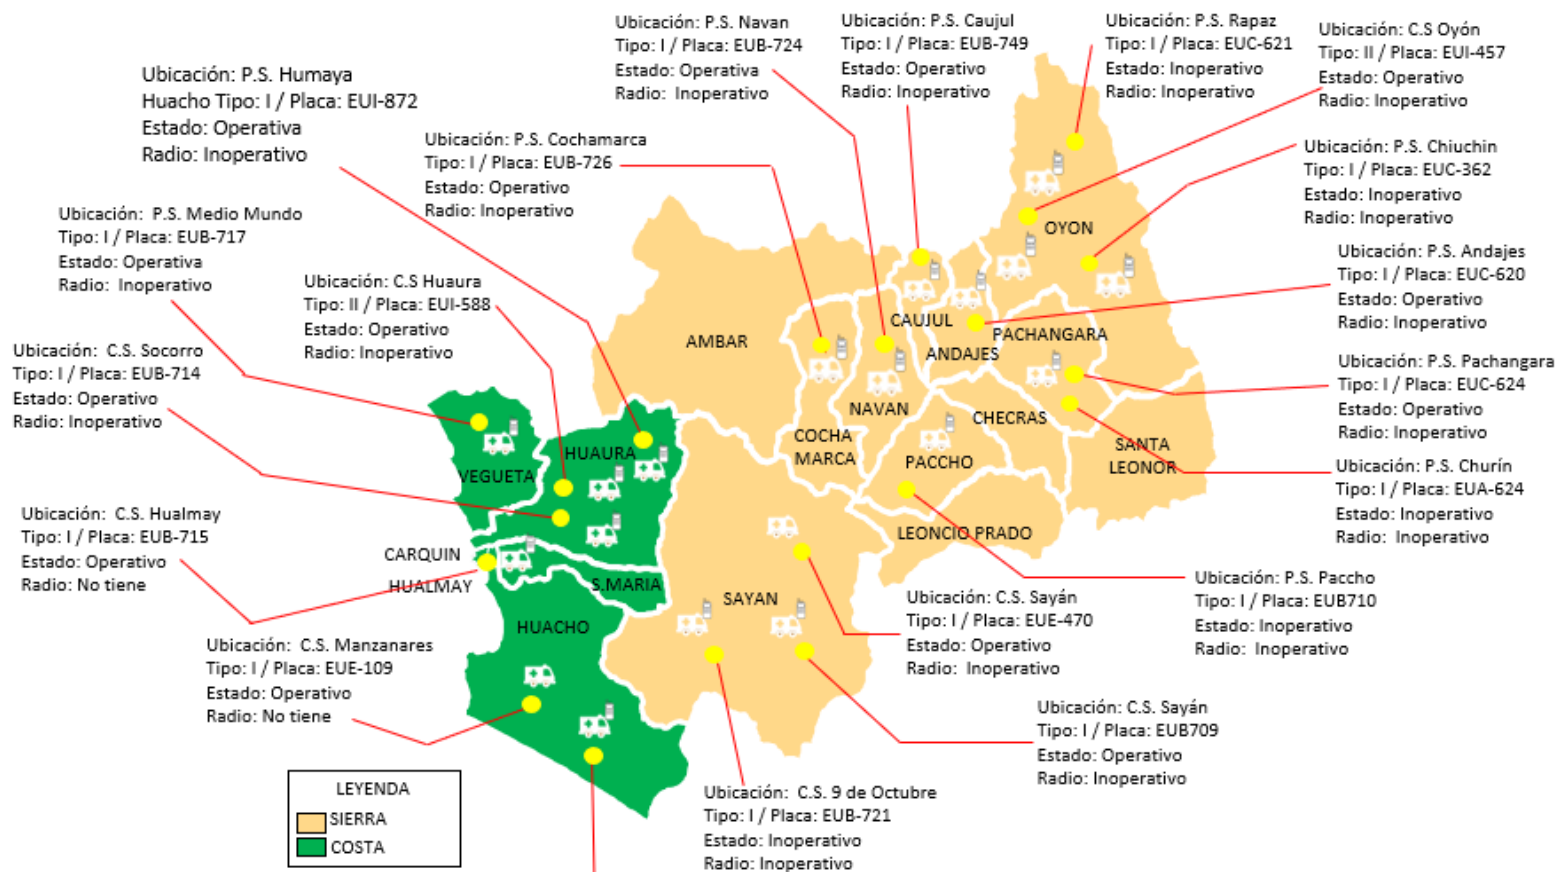 Ubicación: P.S. Navan
Tipo: I / Placa: EUB-724
Estado: Operativa
Radio: Inoperativo
Ubicación: P.S. Caujul
Tipo: I / Placa: EUB-749
Estado: Operativo
Radio: Inoperativo
Ubicación: P.S. Rapaz
Tipo: I / Placa: EUC-621
Estado: Inoperativo
Radio: Inoperativo
Ubicación: C.S Oyón
Tipo: II / Placa: EUI-457
Estado: Operativo
Radio: Inoperativo
Ubicación: P.S. Humaya
Huacho Tipo: I / Placa: EUI-872
Estado: Operativa
Radio: Inoperativo
Ubicación: P.S. Cochamarca
Tipo: I / Placa: EUB-726
Estado: Operativo
Radio: Inoperativo
Ubicación: P.S. Chiuchin
Tipo: I / Placa: EUC-362
Estado: Inoperativo
Radio: Inoperativo
Ubicación: P.S. Medio Mundo
Tipo: I / Placa: EUB-717
Estado: Operativa
Radio: Inoperativo
Ubicación: C.S Huaura
Tipo: II / Placa: EUI-588
Estado: Operativo
Radio: Inoperativo
Ubicación: P.S. Andajes
Tipo: I / Placa: EUC-620
Estado: Operativo
Radio: Inoperativo
Ubicación: C.S. Socorro
Tipo: I / Placa: EUB-714
Estado: Operativo
Radio: Inoperativo
Ubicación: P.S. Pachangara
Tipo: I / Placa: EUC-624
Estado: Operativo
Radio: Inoperativo
OYON
AMBAR
CAUJUL
PACHANGARA
ANDAJES
NAVAN
CHECRAS
COCHA
MARCA
SANTA
LEONOR
PACCHO
HUAURA
VEGUETA
LEONCIO PRADO
CARQUIN
HUALMAY
S.MARIA
SAYAN
HUACHO
Ubicación: P.S. Churín
Tipo: I / Placa: EUA-624
Estado: Inoperativo
Radio: Inoperativo
Ubicación: C.S. Hualmay
Tipo: I / Placa: EUB-715
Estado: Operativo
Radio: No tiene
Ubicación: P.S. Paccho
Tipo: I / Placa: EUB710
Estado: Inoperativo
Radio: Inoperativo
Ubicación: C.S. Sayán
Tipo: I / Placa: EUE-470
Estado: Operativo
Radio: Inoperativo
Ubicación: C.S. Manzanares
Tipo: I / Placa: EUE-109
Estado: Operativo
Radio: No tiene
Ubicación: C.S. Sayán
Tipo: I / Placa: EUB709
Estado: Operativo
Radio: Inoperativo
Ubicación: C.S. 9 de Octubre
Tipo: I / Placa: EUB-721
Estado: Inoperativo
Radio: Inoperativo
LEYENDA
SIERRA
COSTA